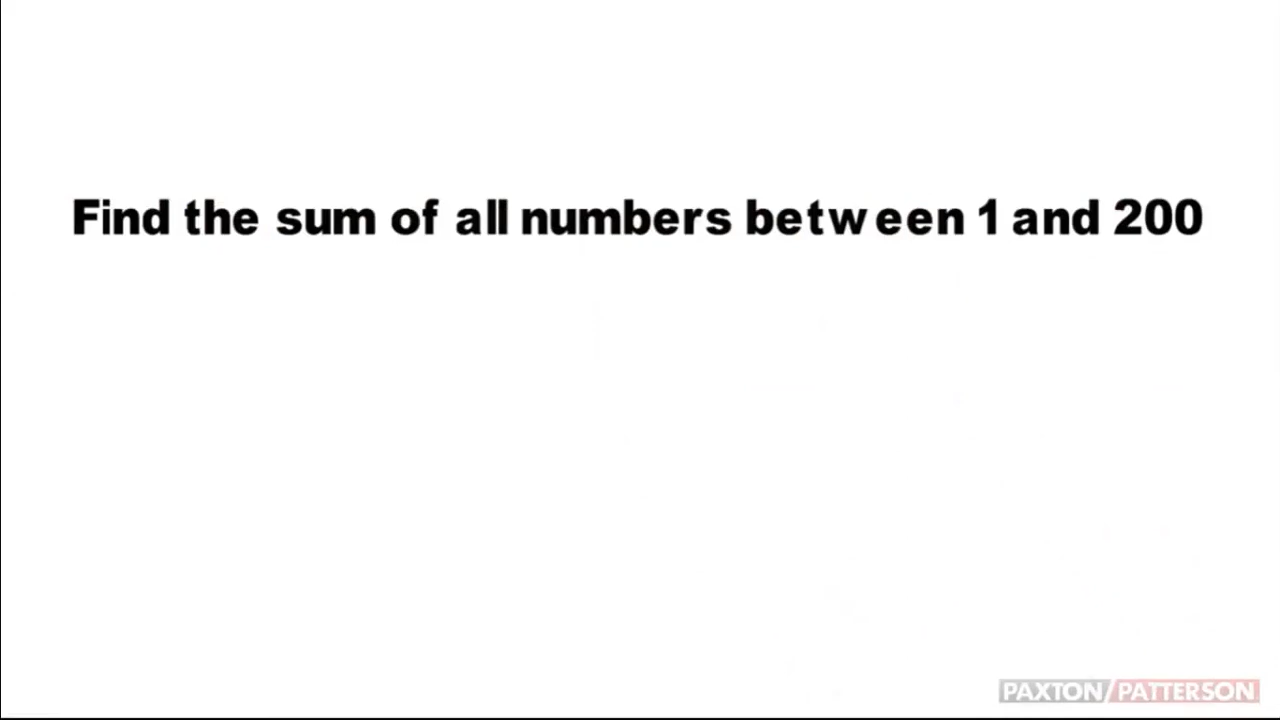 Find the sum of all numbers between 1 and 200
PAXTON/PATTERSON